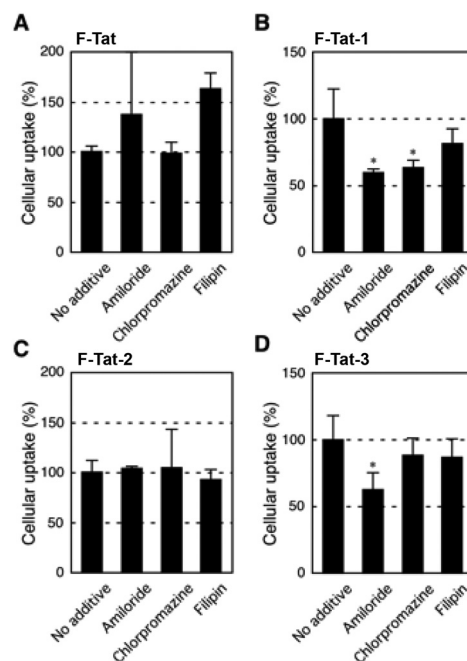 A
F-Tat
Cellular uptake (%)
200
150
100
50
0
No additive
Amiloride
Chlorpromazine
Filipin
B
F-Tat-1
Cellular uptake (%)
150
100
50
0
*
*
No additive
Amiloride
Chlorpromazine
Filipin
C
F-Tat-2
Cellular uptake (%)
200
150
100
50
0
No additive
Amiloride
Chlorpromazine
Filipin
D
F-Tat-3
Cellular uptake (%)
150
100
50
0
*
No additive
Amiloride
Chlorpromazine
Filipin